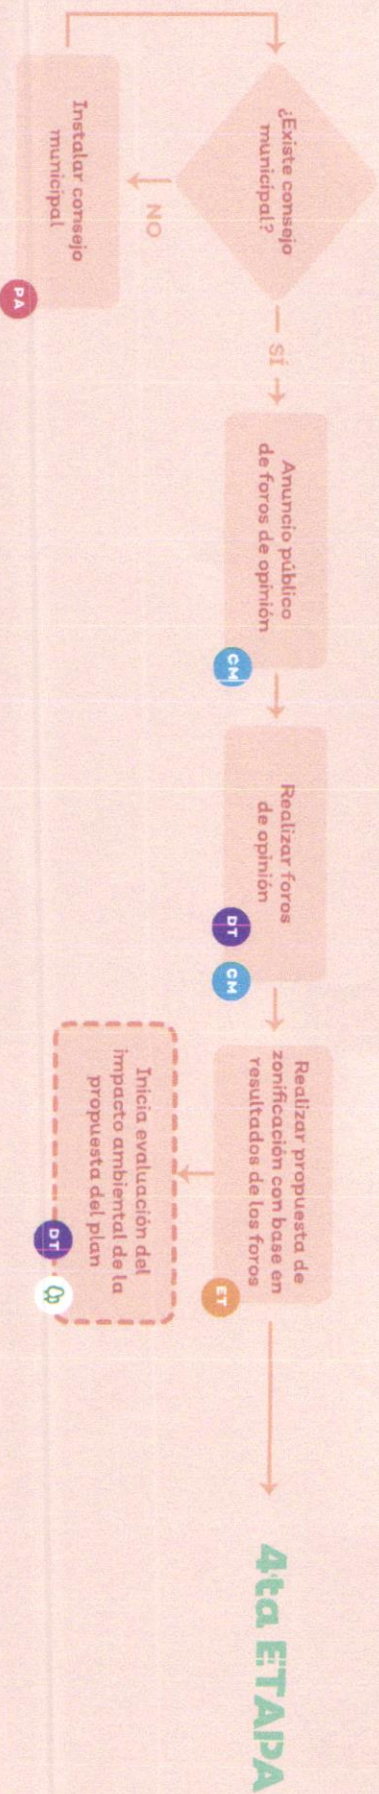 ¿Existe consejo
municipal?
NO
Instalar consejo
municipal
PA
SÍ
Anuncio público
de foros de opinión
CM
Realizar foros
de opinión
DT
CM
Realizar propuesta de
zonificación con base en
resultados de los foros
ET
Inicia evaluación del
impacto ambiental de la
propuesta del plan
DT
4ta ETAPA